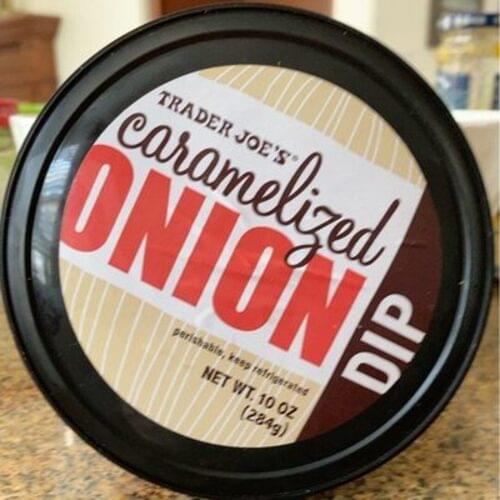 TRADER JOE'S®
caramelized
ONION
DIP
perishable, keep refrigerated
NET WT. 10 OZ
(284g)